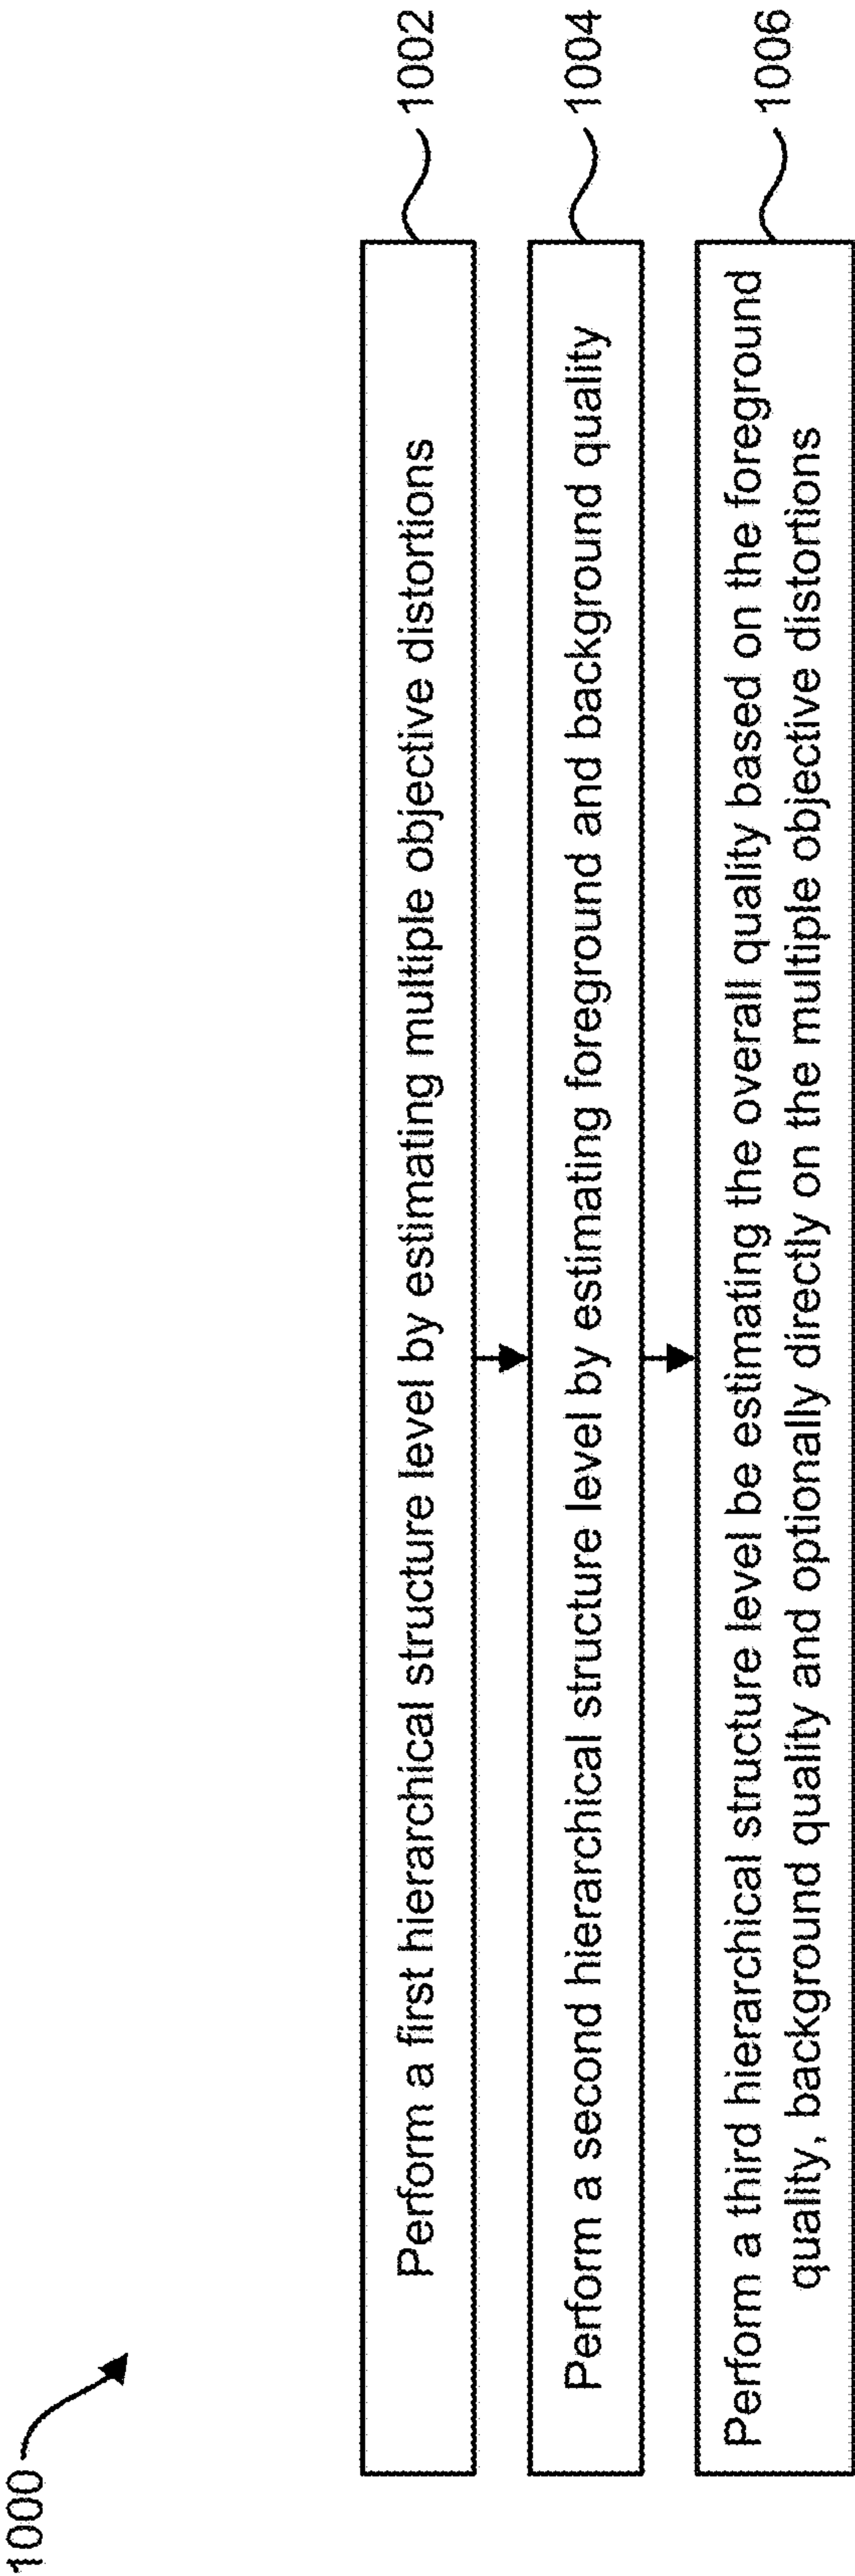 1000
Perform a first hierarchical structure level by estimating multiple objective distortions
1002
Perform a second hierarchical structure level by estimating foreground and background quality
1004
Perform a third hierarchical structure level be estimating the overall quality based on the foreground
quality, background quality and optionally directly on the multiple objective distortions
1006